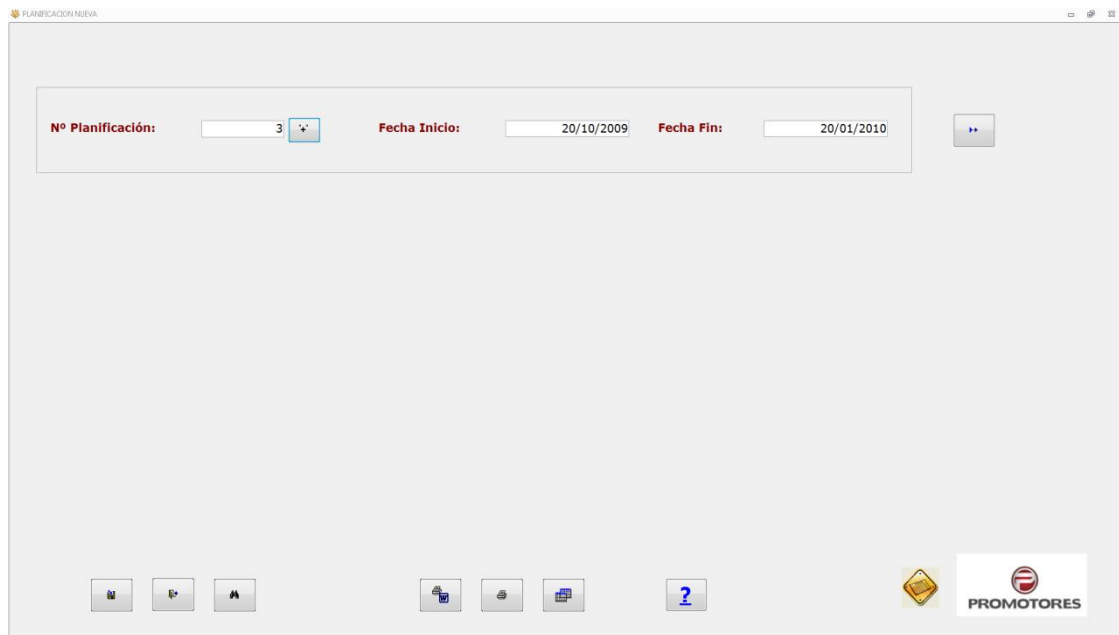 PLANIFICACION NUEVA
Nº Planificación: 3 Fecha Inicio: 20/10/2009 Fecha Fin: 20/01/2010
?
PROMOTORES